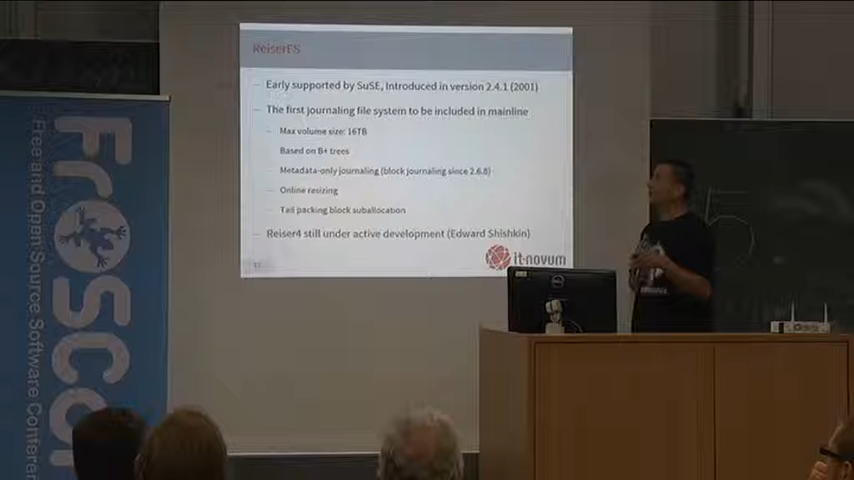 ReiserFS
– Early supported by SuSE, Introduced in version 2.4.1 (2001)
– The first journaling file system to be included in mainline
– Max volume size: 16TB
Based on B+ trees
– Metadata-only journaling (block journaling since 2.6.8)
– Online resizing
– Tail packing block suballocation
– Reiser4 still under active development (Edward Shishkin)
it-novum
FrOSCon
Free and Open Source Software Conferen
DELL